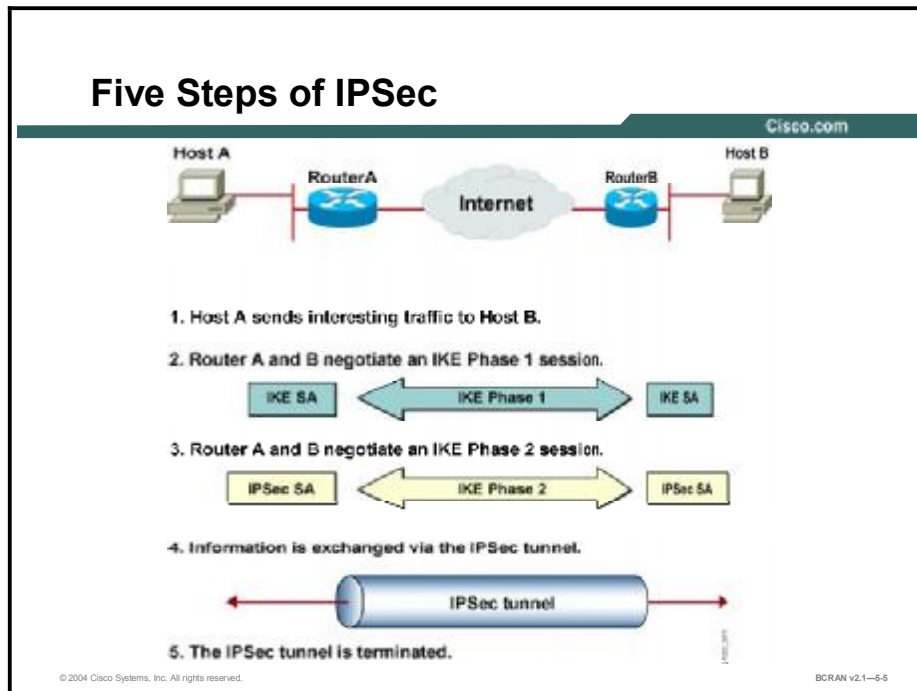 Five Steps of IPSec
Cisco.com
Host A
Host B
RouterA
RouterB
Internet
1. Host A sends interesting traffic to Host B.
2. Router A and B negotiate an IKE Phase 1 session.
IKE SA
IKE Phase 1
IKE SA
3. Router A and B negotiate an IKE Phase 2 session.
IPSec SA
IKE Phase 2
IPSec SA
4. Information is exchanged via the IPSec tunnel.
IPSec tunnel
5. The IPSec tunnel is terminated.
© 2004 Cisco Systems, Inc. All rights reserved.
BCRAN v2.1—5-5